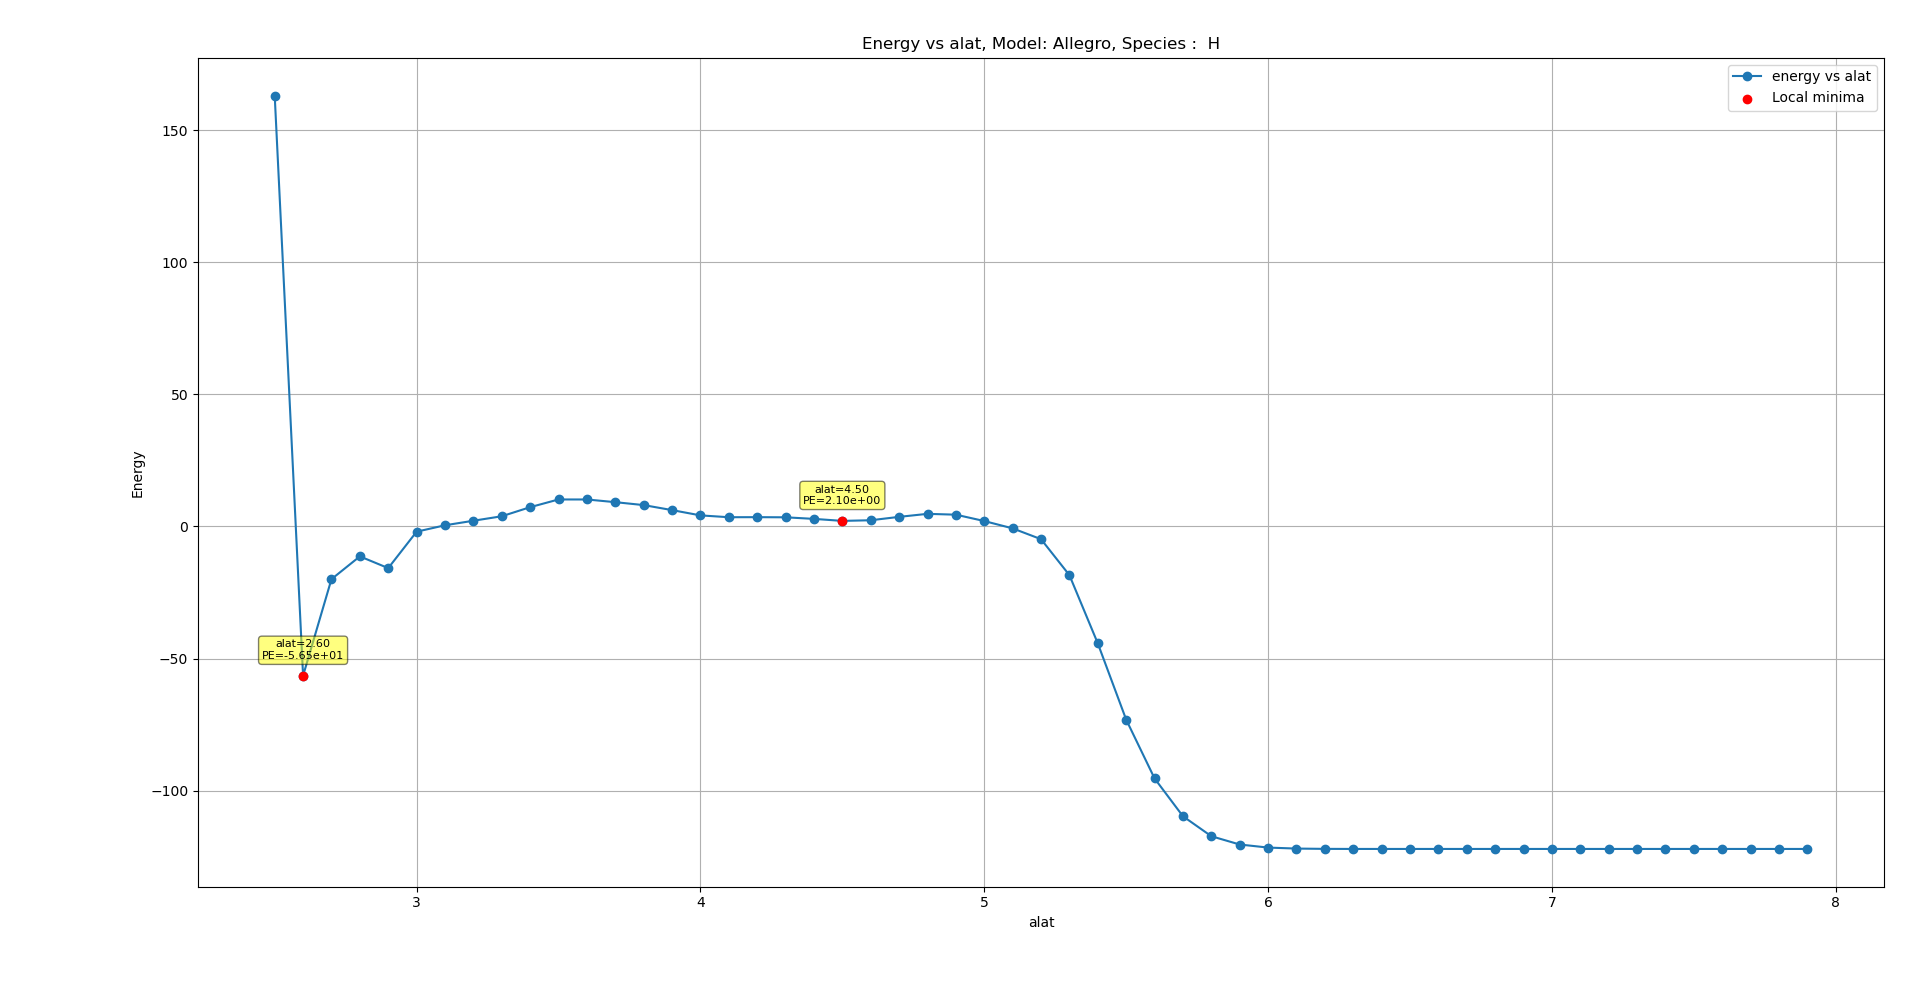 Energy vs alat, Model: Allegro, Species :  H
energy vs alat
Local minima
150
100
50
0
−50
−100
Energy
alat=4.50
PE=2.10e+00
alat=2.60
PE=-5.65e+01
3
4
5
6
7
8
alat